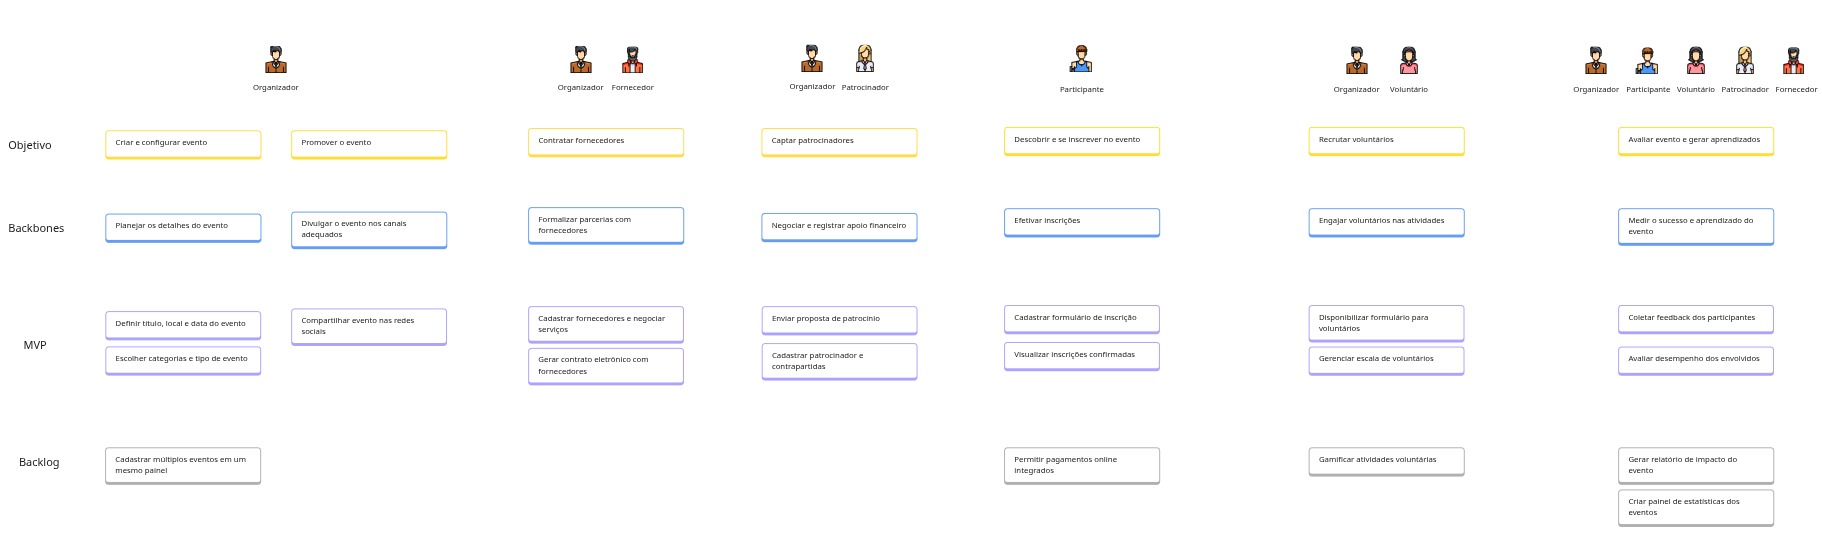 Organizador
Organizador Fornecedor
Organizador Patrocinador
Participante
Organizador Voluntário
Organizador Participante Voluntário Patrocinador Fornecedor
Objetivo
Criar e configurar evento
Promover o evento
Contratar fornecedores
Captar patrocinadores
Descobrir e se inscrever no evento
Recrutar voluntários
Avaliar evento e gerar aprendizados
Backbones
Planejar os detalhes do evento
Divulgar o evento nos canais
adequados
Formalizar parcerias com
fornecedores
Negociar e registrar apoio financeiro
Efetivar inscrições
Engajar voluntários nas atividades
Medir o sucesso e aprendizado do
evento
MVP
Definir título, local e data do evento
Escolher categorias e tipo de evento
Compartilhar evento nas redes
sociais
Cadastrar fornecedores e negociar
serviços
Gerar contrato eletrônico com
fornecedores
Enviar proposta de patrocínio
Cadastrar patrocinador e
contrapartidas
Cadastrar formulário de inscrição
Visualizar inscrições confirmadas
Disponibilizar formulário para
voluntários
Gerenciar escala de voluntários
Coletar feedback dos participantes
Avaliar desempenho dos envolvidos
Backlog
Cadastrar múltiplos eventos em um
mesmo painel
Permitir pagamentos online
integrados
Gamificar atividades voluntárias
Gerar relatório de impacto do
evento
Criar painel de estatísticas dos
eventos